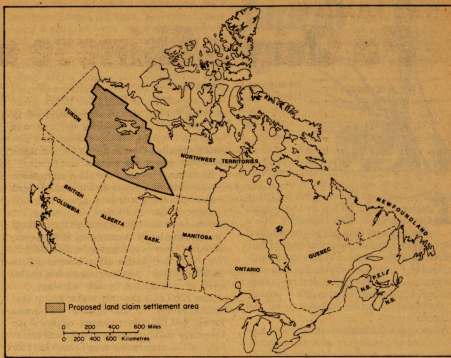 YUKON
NORTHWEST TERRITORIES
BRITISH
COLUMBIA
ALBERTA
SASK.
MANITOBA
ONTARIO
QUEBEC
NEWFOUNDLAND
P.E.I.
N.B.
N.S.
Proposed land claim settlement area
0 200 400 600 Miles
0 200 400 600 Kilometres